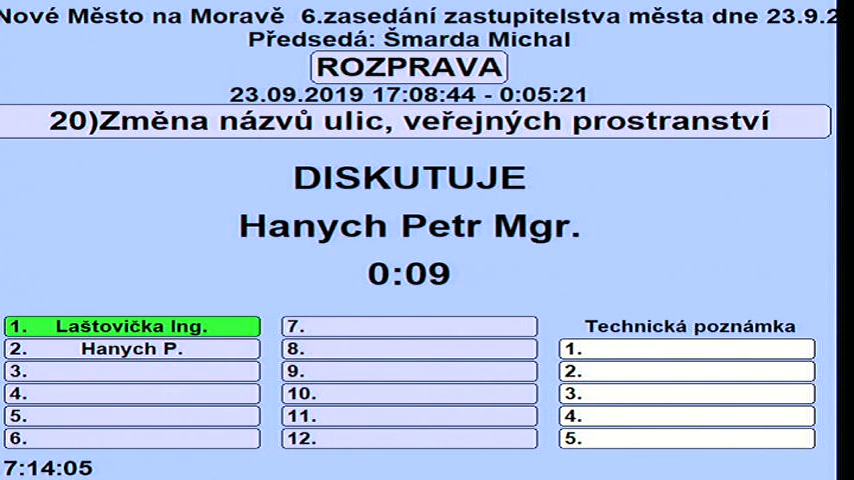 Nové Město na Moravě 6.zasedání zastupitelstva města dne 23.9.2
Předsedá: Šmarda Michal
ROZPRAVA
23.09.2019 17:08:44 - 0:05:21
20)Změna názvů ulic, veřejných prostranství
DISKUTUJE
Hanych Petr Mgr.
0:09
1. Laštovička Ing.
2. Hanych P.
3.
4.
5.
6.
7.
8.
9.
10.
11.
12.
Technická poznámka
1.
2.
3.
4.
5.
7:14:05